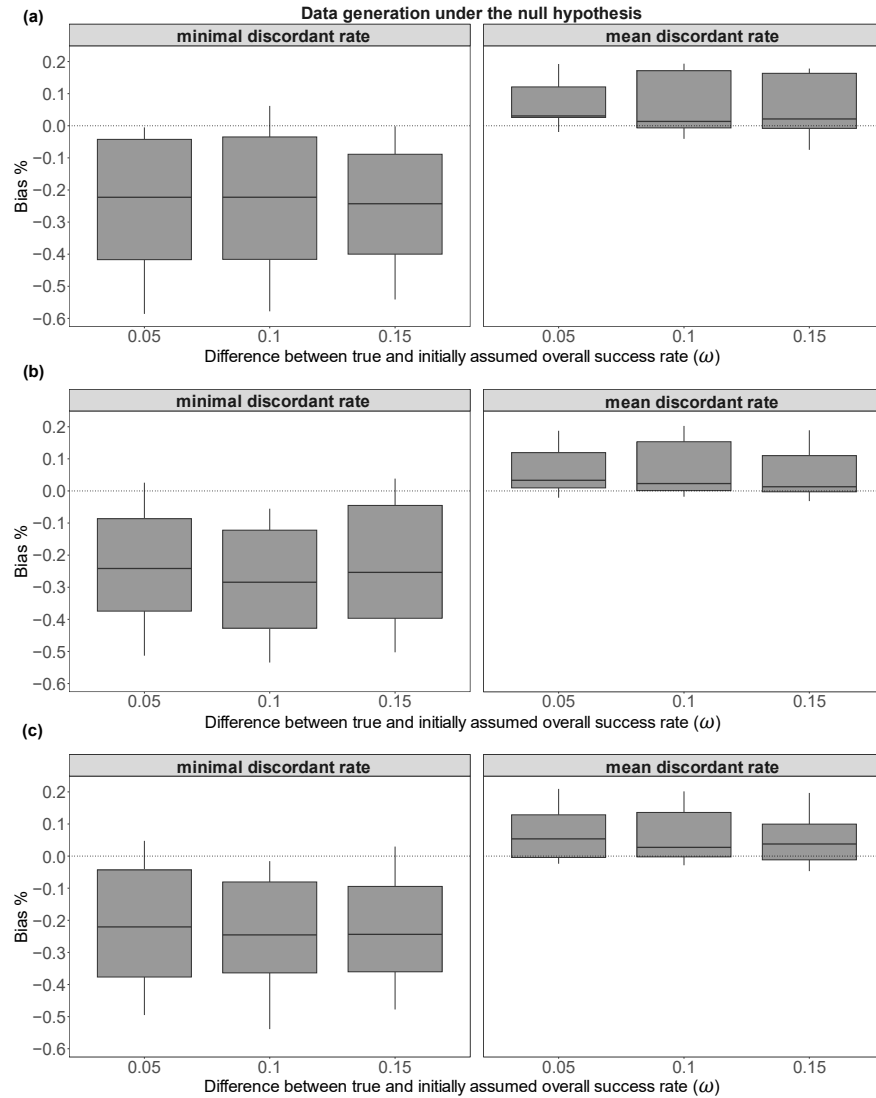 Data generation under the null hypothesis
(a)
minimal discordant rate
mean discordant rate
0.2
0.1
0.0
−0.1
−0.2
−0.3
−0.4
−0.5
−0.6
Bias %
0.05 0.1 0.15
0.05 0.1 0.15
Difference between true and initially assumed overall success rate (ω)
(b)
minimal discordant rate
mean discordant rate
0.2
0.1
0.0
−0.1
−0.2
−0.3
−0.4
−0.5
−0.6
Bias %
0.05 0.1 0.15
0.05 0.1 0.15
Difference between true and initially assumed overall success rate (ω)
(c)
minimal discordant rate
mean discordant rate
0.2
0.1
0.0
−0.1
−0.2
−0.3
−0.4
−0.5
−0.6
Bias %
0.05 0.1 0.15
0.05 0.1 0.15
Difference between true and initially assumed overall success rate (ω)